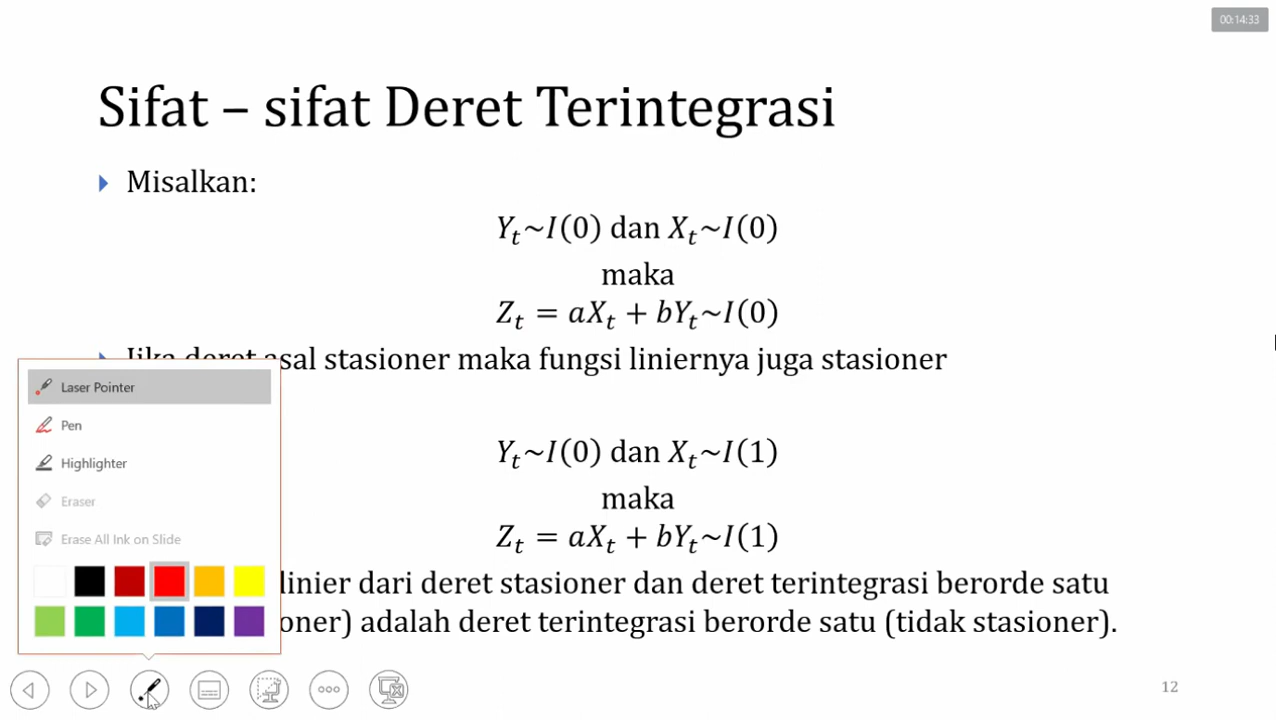 00:14:33
Sifat – sifat Deret Terintegrasi
Misalkan:
Yₜ~I(0) dan Xₜ~I(0)
maka
Zₜ = aXₜ + bYₜ~I(0)
Jika deret asal stasioner maka fungsi liniernya juga stasioner
Yₜ~I(0) dan Xₜ~I(1)
maka
Zₜ = aXₜ + bYₜ~I(1)
linier dari deret stasioner dan deret terintegrasi berorde satu
oner) adalah deret terintegrasi berorde satu (tidak stasioner).
Laser Pointer
Pen
Highlighter
Eraser
Erase All Ink on Slide
12